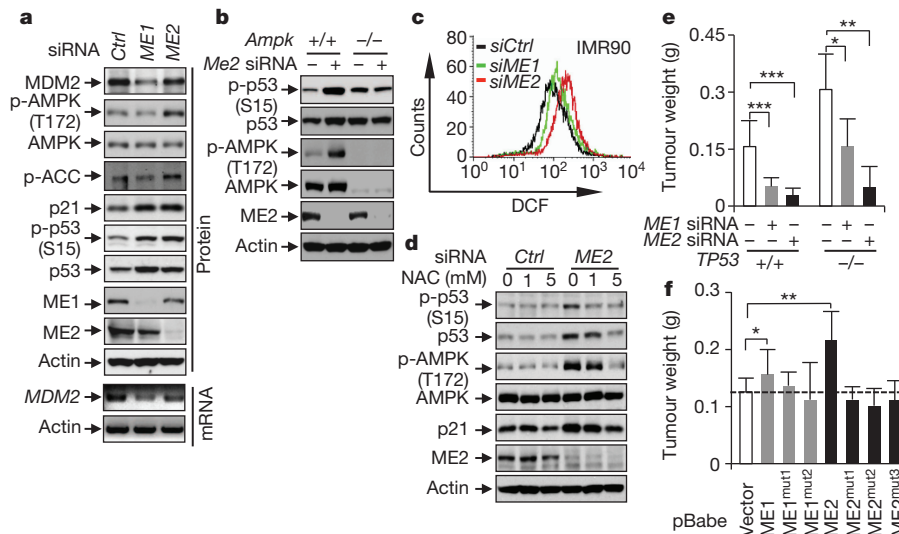 a
siRNA Ctrl ME1 ME2
MDM2
p-AMPK
(T172)
AMPK
p-ACC
p21
p-p53
(S15)
p53
ME1
ME2
Actin
Protein
MDM2
Actin
mRNA
b
Ampk +/+ −/−
Me2 siRNA − + − +
p-p53
(S15)
p53
p-AMPK
(T172)
AMPK
ME2
Actin
c
Counts
80
60
40
20
0
siCtrl
siME1
siME2
IMR90
10⁰ 10¹ 10² 10³ 10⁴
DCF
d
siRNA Ctrl ME2
NAC (mM) 0 1 5 0 1 5
p-p53
(S15)
p53
p-AMPK
(T172)
AMPK
p21
ME2
Actin
e
Tumour weight (g)
0.45
0.3
0.15
0
***
***
*
**
ME1 siRNA − + − − + −
ME2 siRNA − − + − − +
TP53 +/+ −/−
f
Tumour weight (g)
0.3
0.2
0.1
0
*
**
pBabe
Vector
ME1
ME1mut1
ME1mut2
ME2
ME2mut1
ME2mut2
ME2mut3